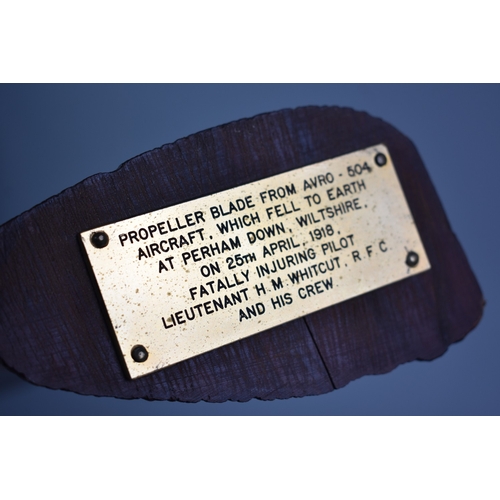 PROPELLER BLADE FROM AVRO - 504,
AIRCRAFT, WHICH FELL TO EARTH
AT PERHAM DOWN, WILTSHIRE,
ON 25TH APRIL, 1918,
FATALLY INJURING PILOT
LIEUTENANT H. M. WHITCUT. R. F. C
AND HIS CREW.